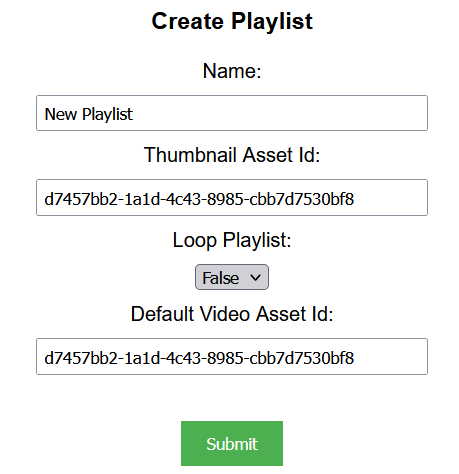 Create Playlist
Name:
New Playlist
Thumbnail Asset Id:
d7457bb2-1a1d-4c43-8985-cbb7d7530bf8
Loop Playlist:
False
Default Video Asset Id:
d7457bb2-1a1d-4c43-8985-cbb7d7530bf8
Submit